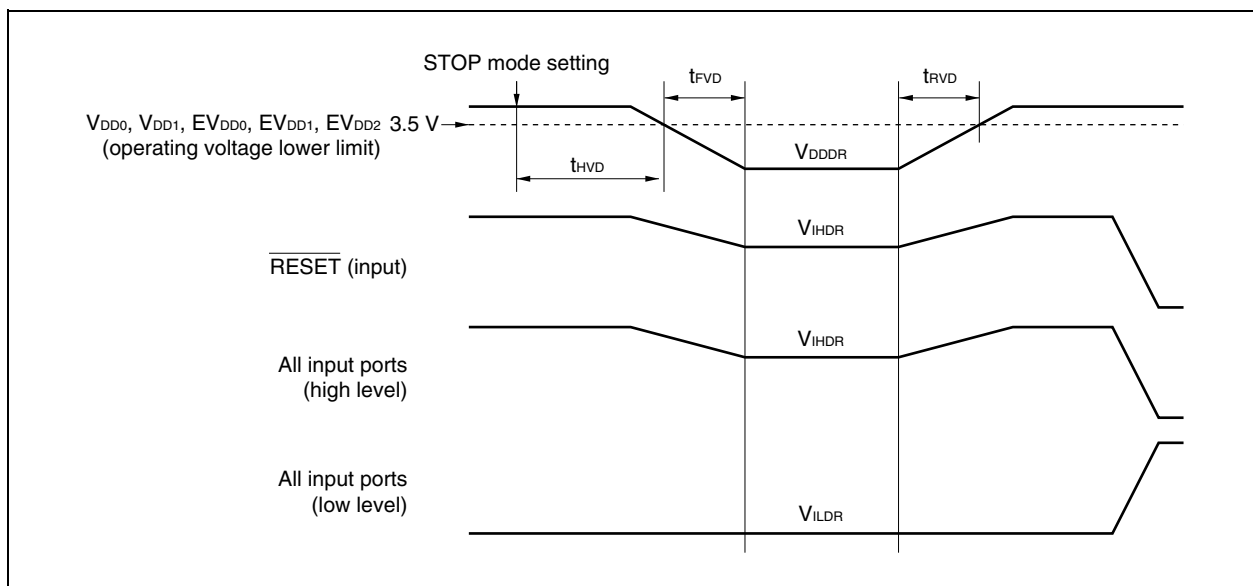 STOP mode setting
tFVD
tRVD
VDD0, VDD1, EVDD0, EVDD1, EVDD2 3.5 V
(operating voltage lower limit)
VDDDR
tHVD
VIHDR
RESET (input)
VIHDR
All input ports
(high level)
All input ports
(low level)
VILDR